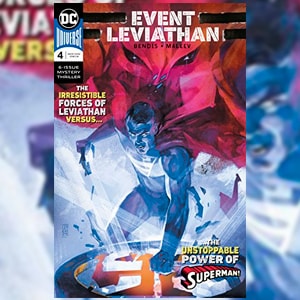 DC
UNIVERSE
EVENT
LEVIATHAN
BENDIS • MALEEV
4
6-ISSUE
MYSTERY
THRILLER
THE
IRRESISTIBLE
FORCES OF
LEVIATHAN
VERSUS...
...THE
UNSTOPPABLE
POWER OF
SUPERMAN!